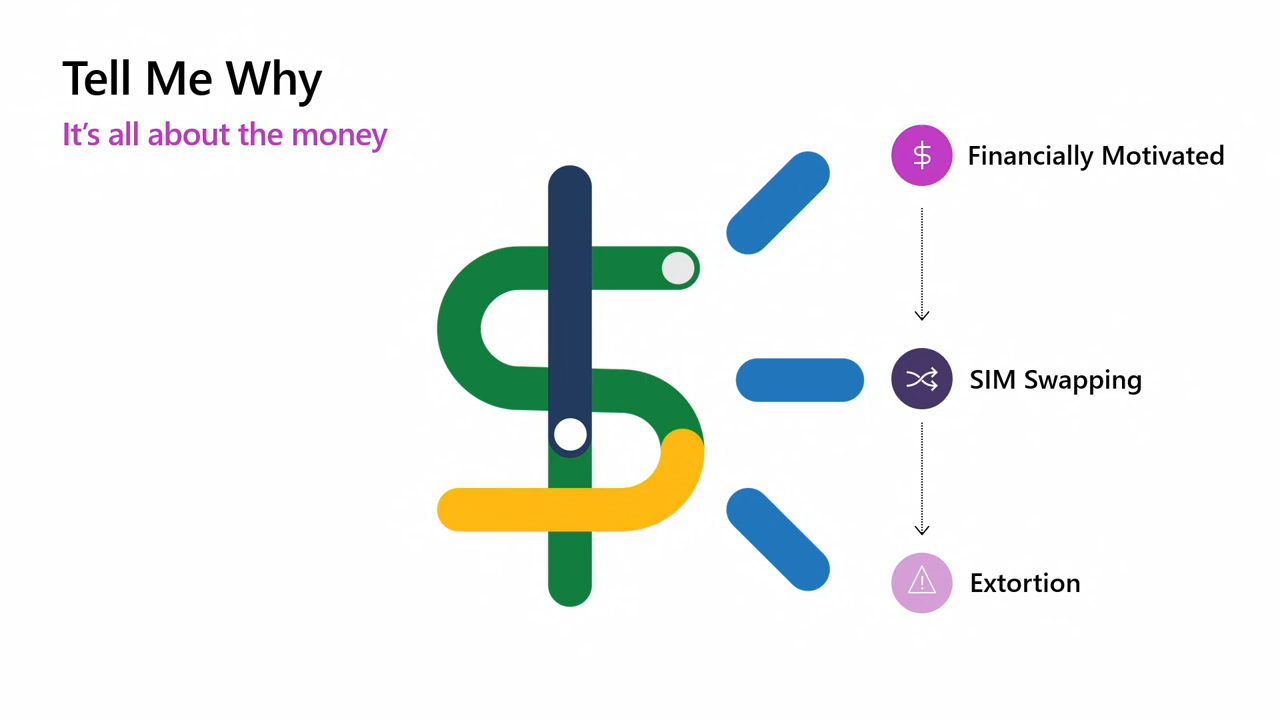 Tell Me Why
It's all about the money
Financially Motivated
SIM Swapping
Extortion